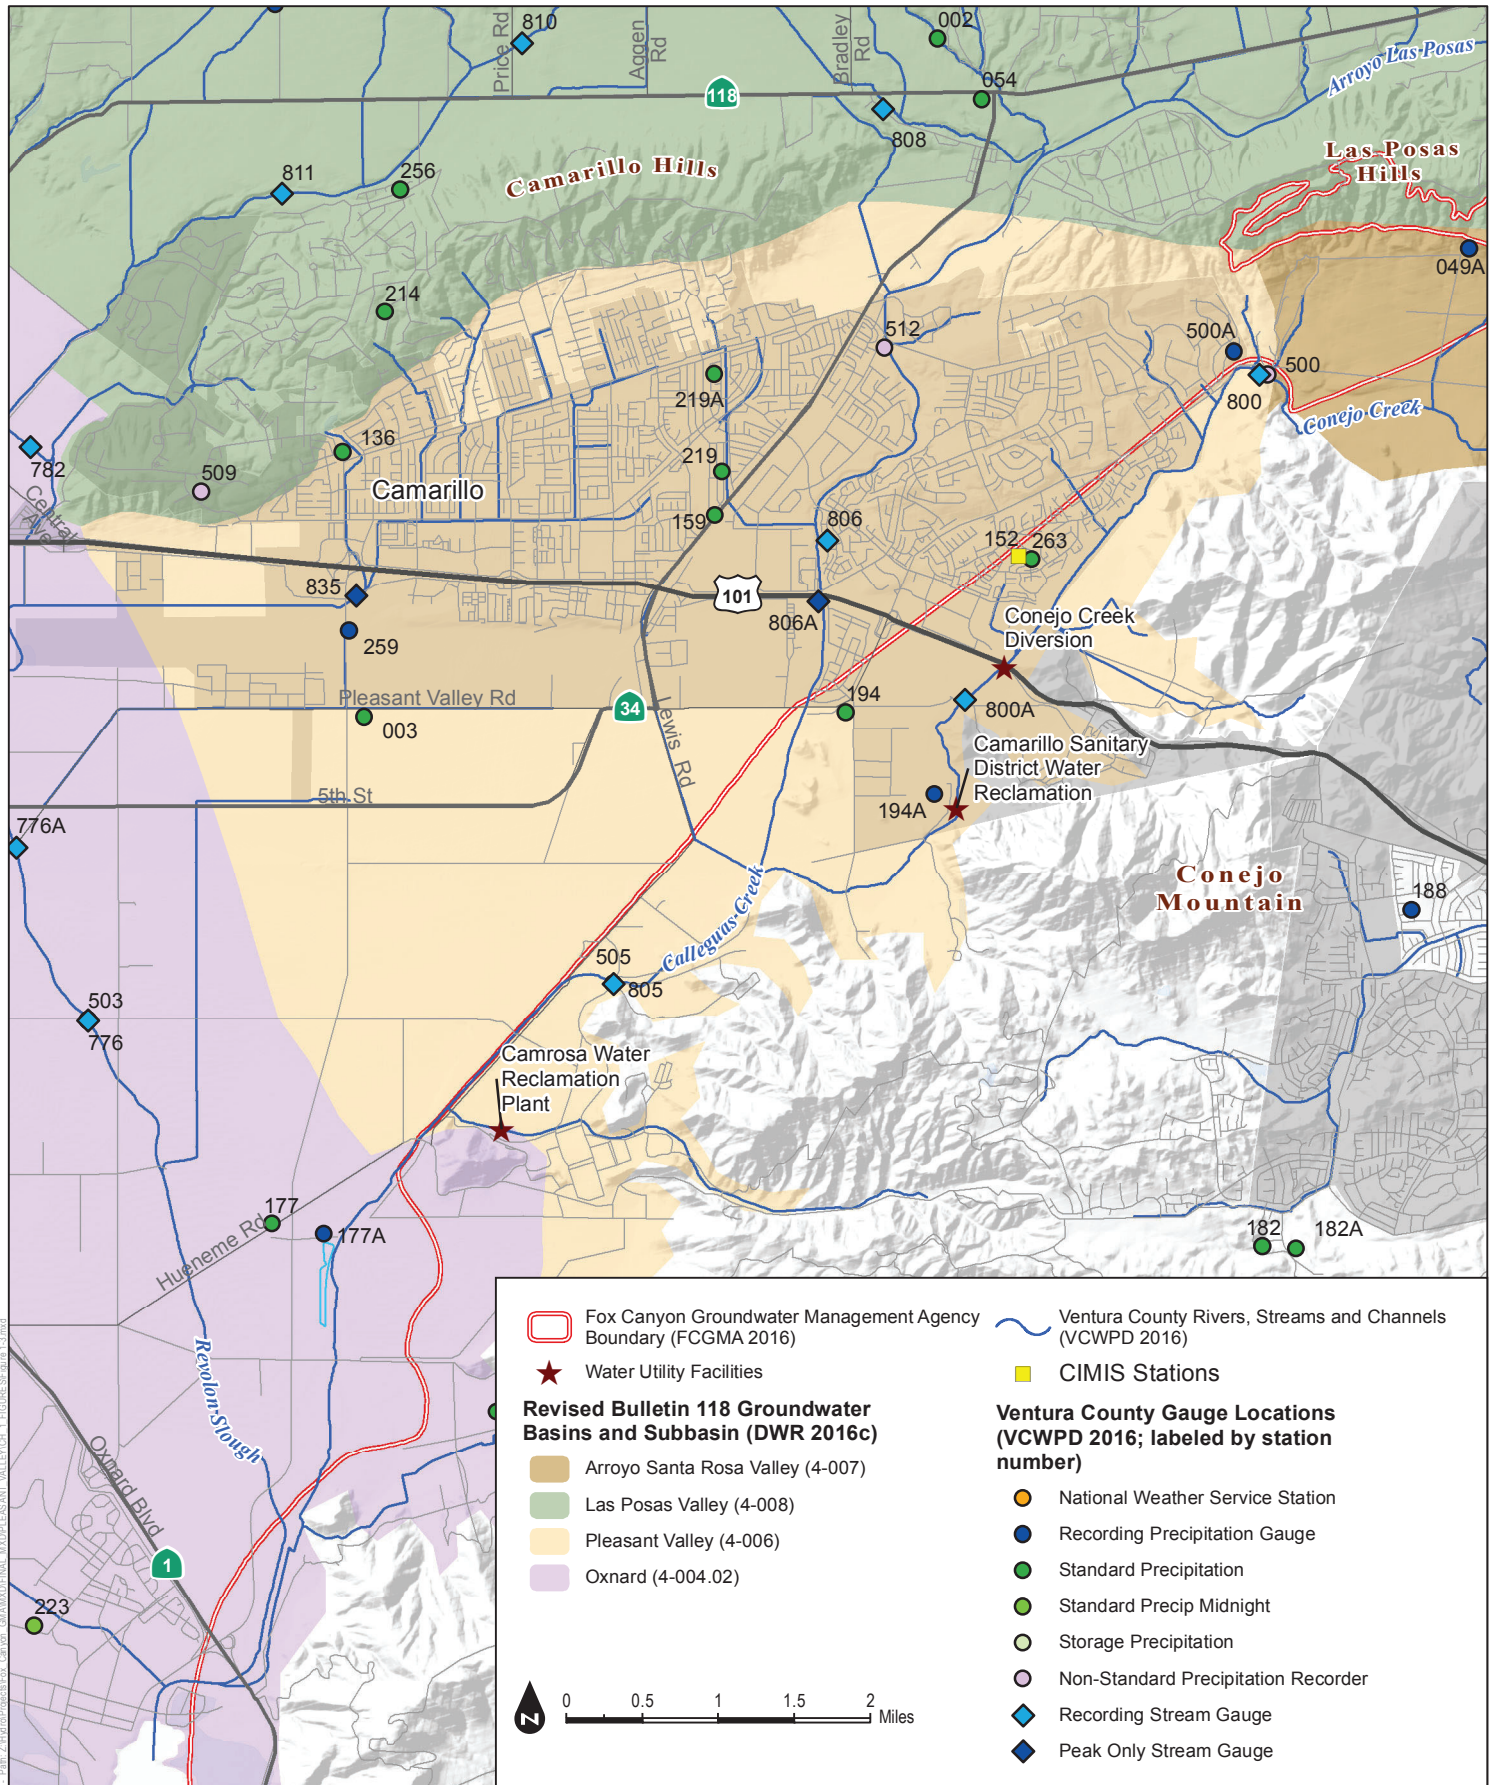 810
Price Rd
Aggen
Rd
Bradley
Rd
002
054
118
808
Arroyo Las Posas
Las Posas
Hills
Camarillo Hills
811
256
214
049A
512
500A
500
800
Conejo Creek
219A
136
782
509
Camarillo
219
Central
Ave
159
806
152
263
835
101
806A
259
Conejo Creek
Diversion
Pleasant Valley Rd
34
Lewis Rd
194
800A
003
Camarillo Sanitary
District Water
Reclamation
5th St
194A
776A
Conejo
Mountain
188
Calleguas Creek
505
805
503
776
Camrosa Water
Reclamation
Plant
177
177A
Hueneme Rd
182
182A
Revolon Slough
Oxnard Blvd
1
223
Fox Canyon Groundwater Management Agency
Boundary (FCGMA 2016)
Water Utility Facilities
Revised Bulletin 118 Groundwater
Basins and Subbasin (DWR 2016c)
Arroyo Santa Rosa Valley (4-007)
Las Posas Valley (4-008)
Pleasant Valley (4-006)
Oxnard (4-004.02)
Ventura County Rivers, Streams and Channels
(VCWPD 2016)
CIMIS Stations
Ventura County Gauge Locations
(VCWPD 2016; labeled by station
number)
National Weather Service Station
Recording Precipitation Gauge
Standard Precipitation
Standard Precip Midnight
Storage Precipitation
Non-Standard Precipitation Recorder
Recording Stream Gauge
Peak Only Stream Gauge
N
0 0.5 1 1.5 2
Miles